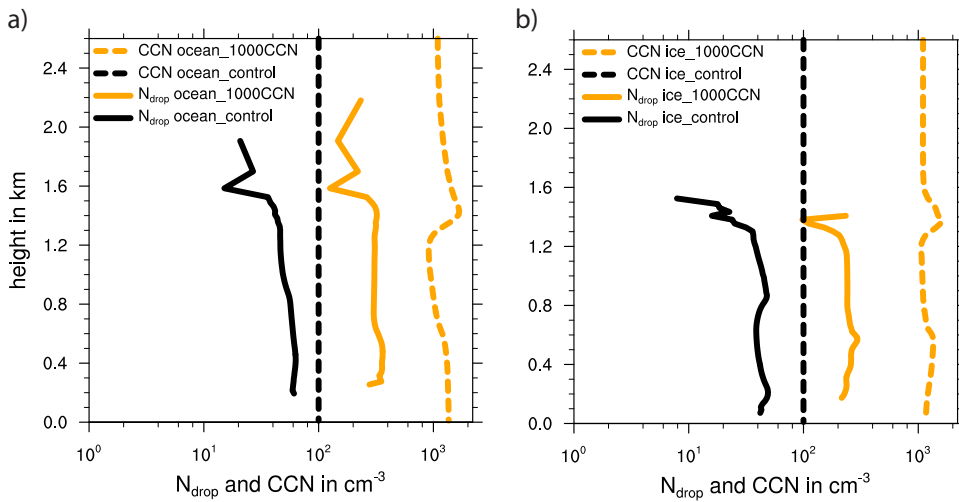 a)
CCN ocean_1000CCN
CCN ocean_control
N_drop ocean_1000CCN
N_drop ocean_control
height in km
2.4
2.0
1.6
1.2
0.8
0.4
0.0
10^0 10^1 10^2 10^3
N_drop and CCN in cm^-3
b)
CCN ice_1000CCN
CCN ice_control
N_drop ice_1000CCN
N_drop ice_control
2.4
2.0
1.6
1.2
0.8
0.4
0.0
10^0 10^1 10^2 10^3
N_drop and CCN in cm^-3